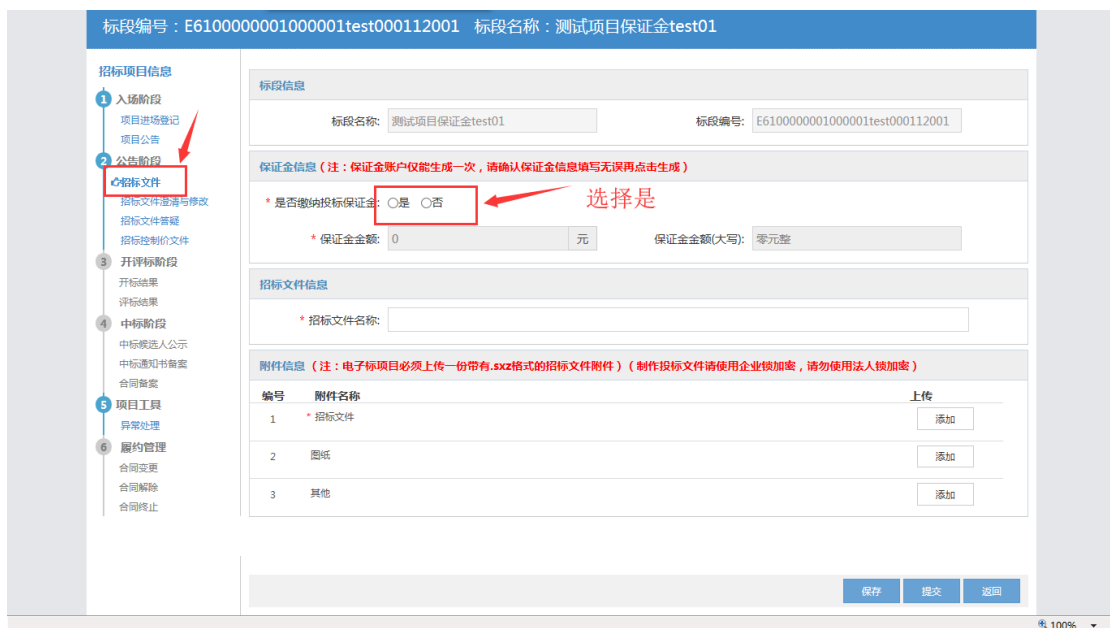 标段编号：E6100000001000001test000112001 标段名称：测试项目保证金test01
招标项目信息
1 入场阶段
项目进场登记
项目公告
2 公告阶段
招标文件
招标文件澄清与修改
招标文件答疑
招标控制价文件
3 开评标阶段
开标结果
评标结果
4 中标阶段
中标候选人公示
中标通知书备案
合同备案
5 项目工具
异常处理
6 履约管理
合同变更
合同解除
合同终止
标段信息
标段名称: 测试项目保证金test01 标段编号: E6100000001000001test000112001
保证金信息（注：保证金账户仅能生成一次，请确认保证金信息填写无误再点击生成）
* 是否缴纳投标保证金: 是 否 选择是
* 保证金金额: 0 元 保证金金额(大写): 零元整
招标文件信息
* 招标文件名称:
附件信息（注：电子标项目必须上传一份带有.sxz格式的招标文件附件）（制作投标文件请使用企业锁加密，请勿使用法人锁加密）
编号 附件名称 上传
1 * 招标文件 添加
2 图纸 添加
3 其他 添加
保存 提交 返回
100%